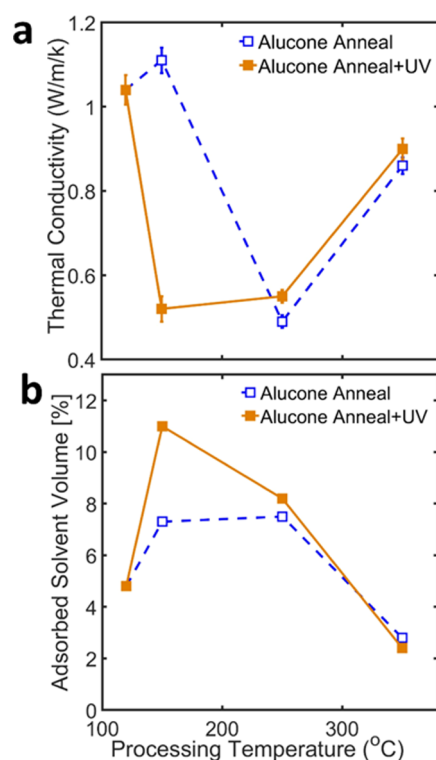 a
1.2
1
0.8
0.6
0.4
Thermal Conductivity (W/m/k)
Alucone Anneal
Alucone Anneal+UV
b
12
10
8
6
4
2
0
Adsorbed Solvent Volume [%]
Alucone Anneal
Alucone Anneal+UV
100
200
300
Processing Temperature (°C)